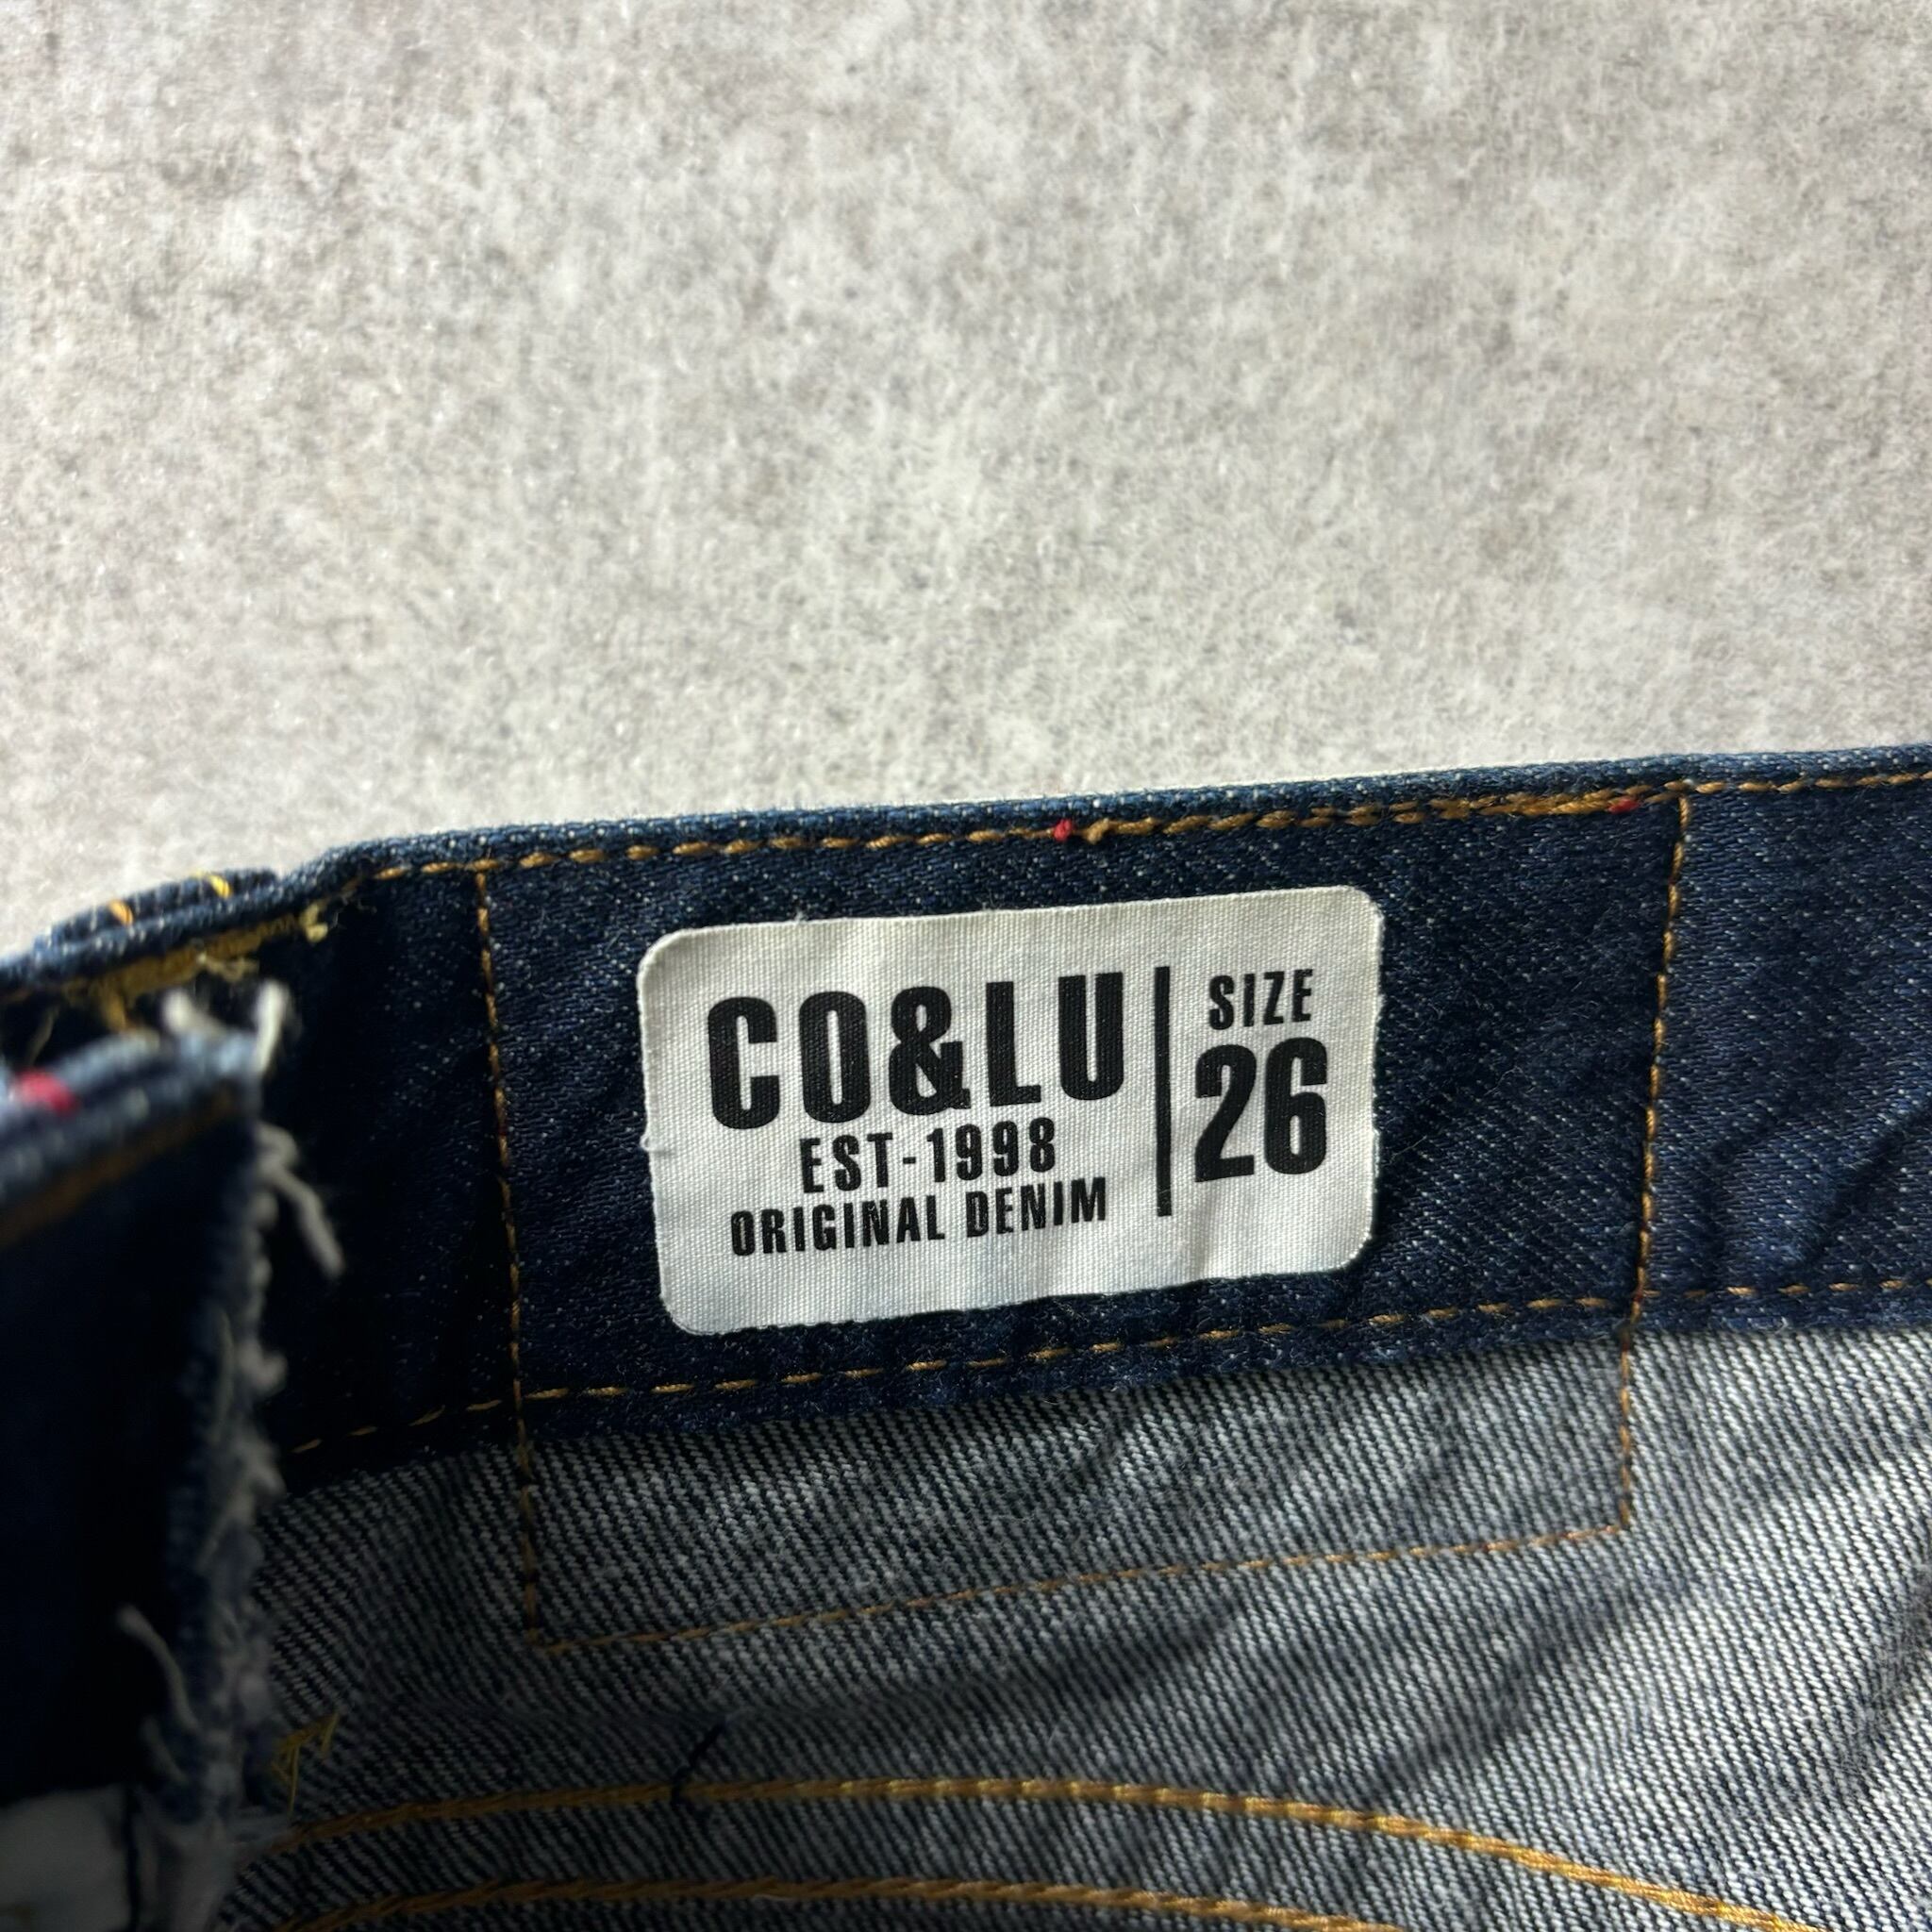 CO&LU
EST-1998
ORIGINAL DENIM
SIZE
26